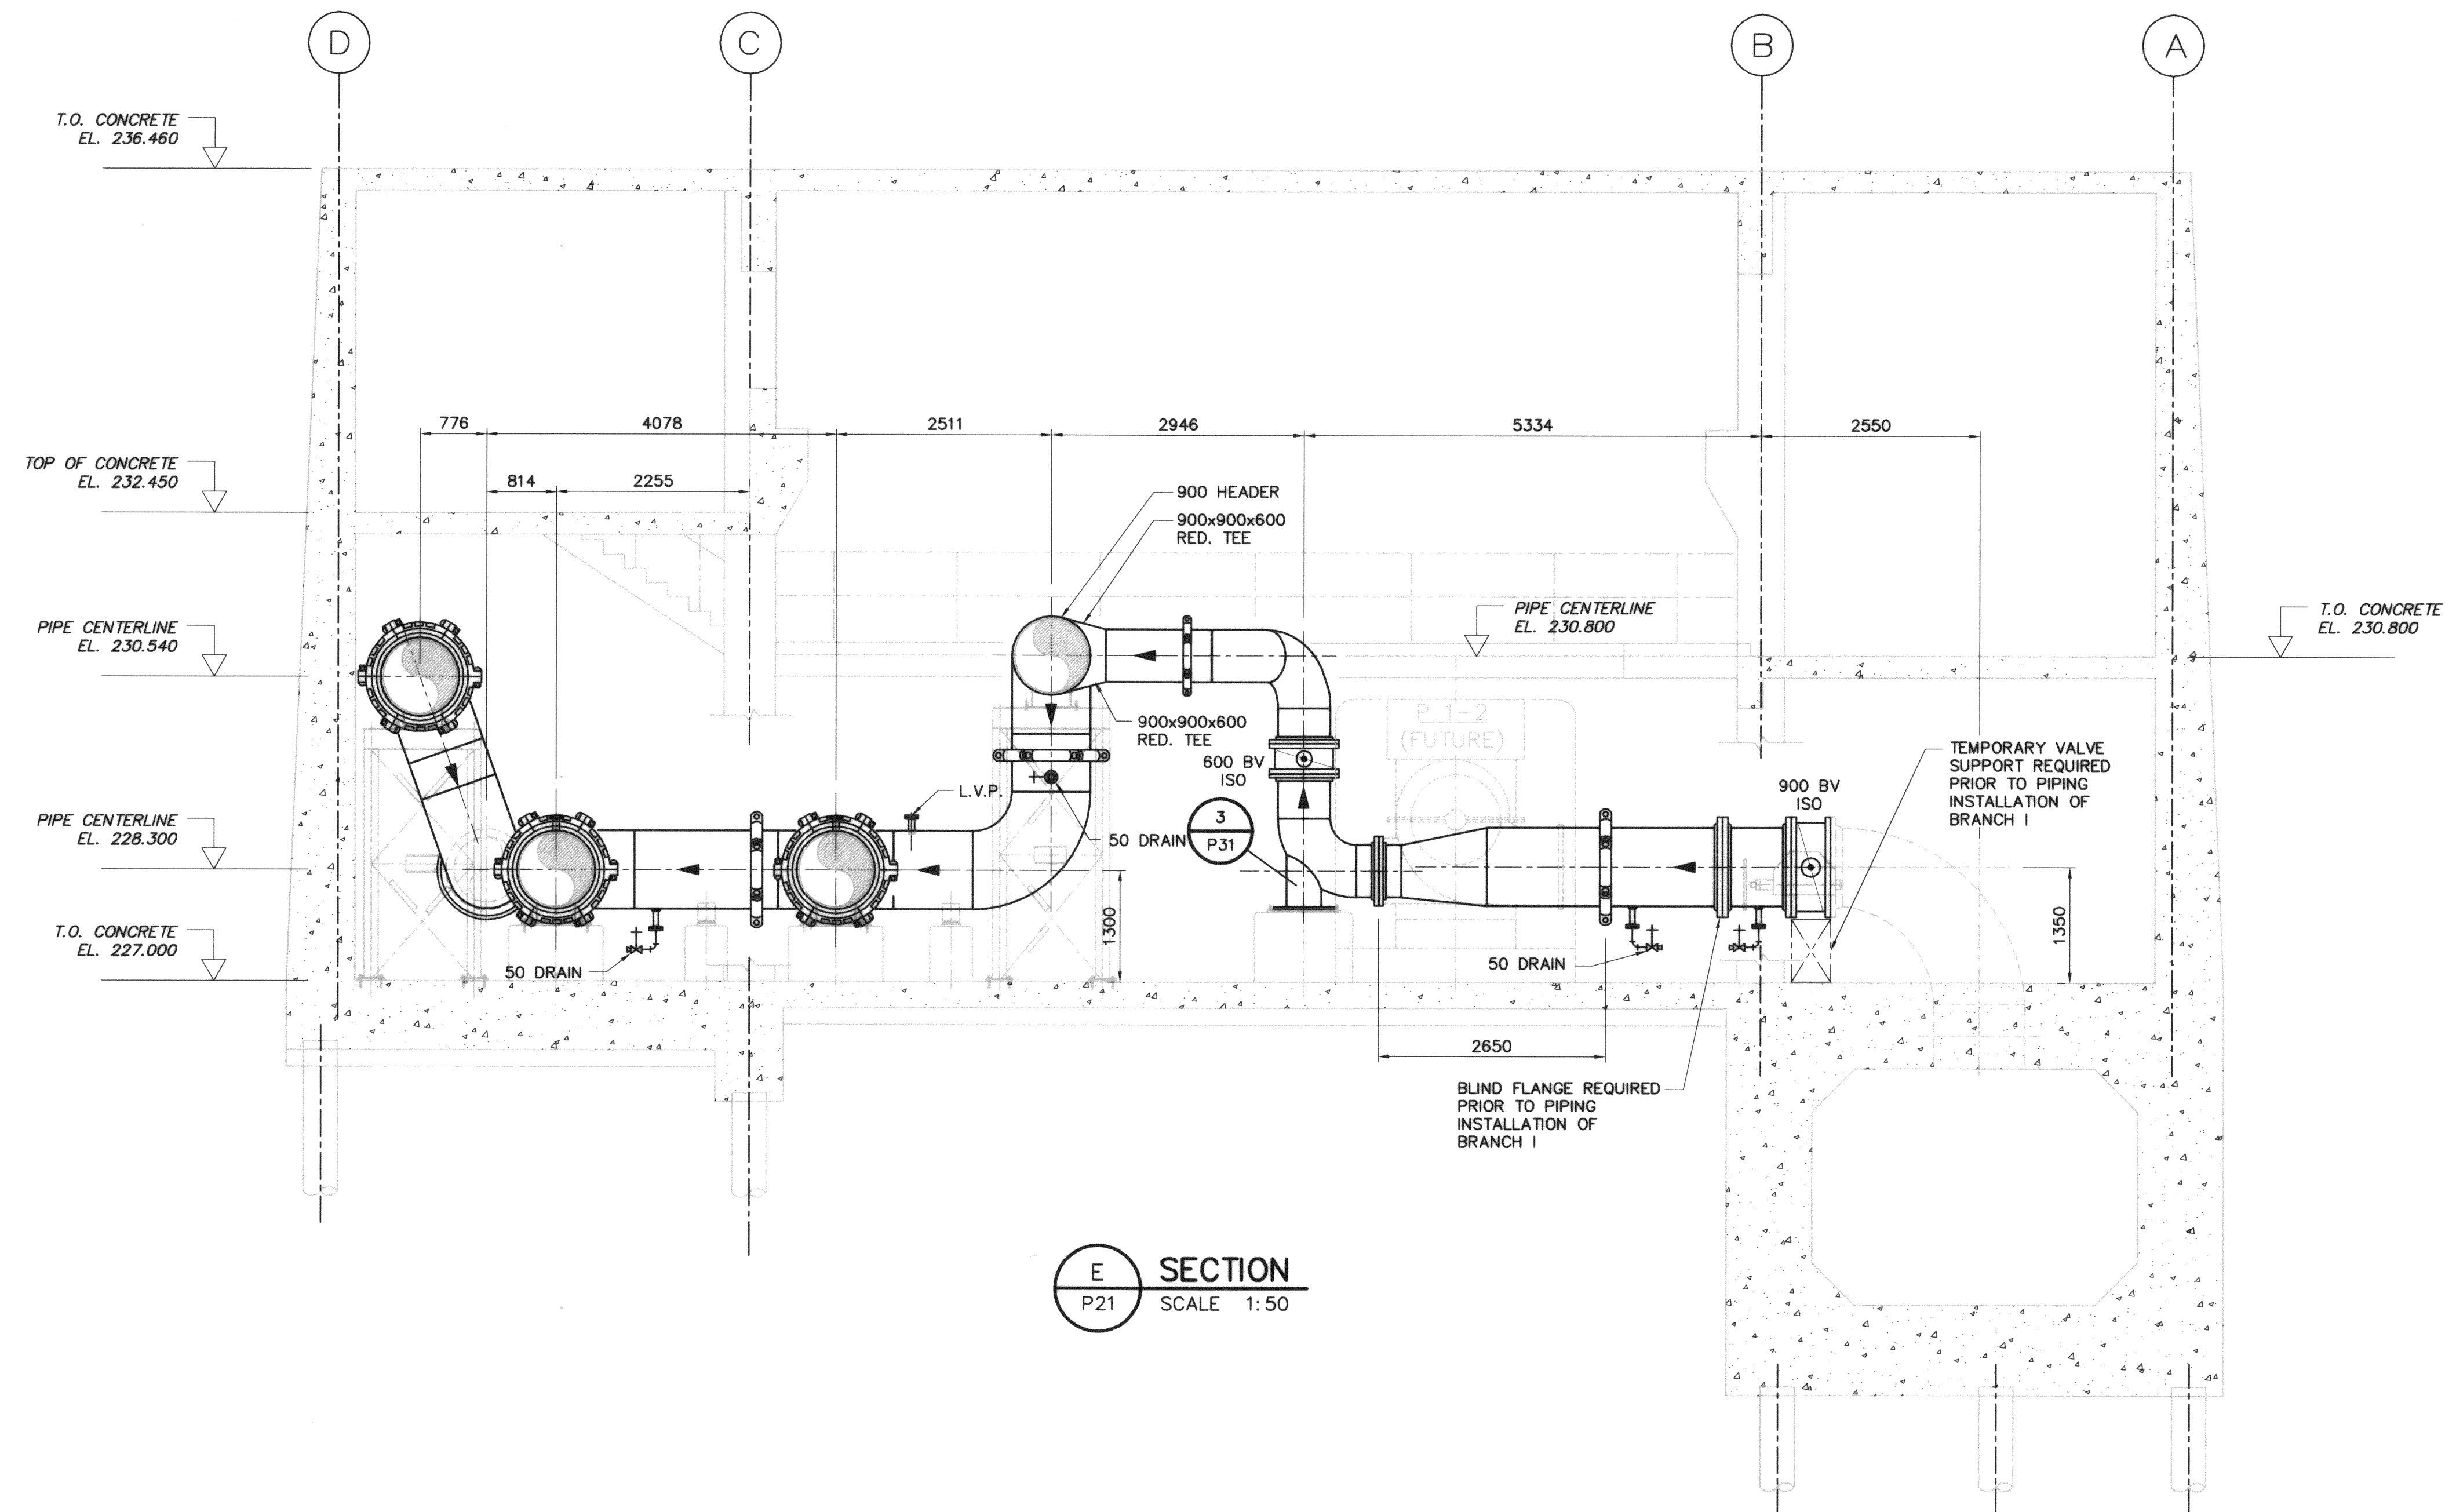 D
C
B
A
T.O. CONCRETE
EL. 236.460
776
4078
2511
2946
5334
2550
TOP OF CONCRETE
EL. 232.450
814
2255
900 HEADER
900x900x600
RED. TEE
PIPE CENTERLINE
EL. 230.540
PIPE CENTERLINE
EL. 230.800
T.O. CONCRETE
EL. 230.800
900x900x600
RED. TEE
P 1-2
(FUTURE)
600 BV
ISO
TEMPORARY VALVE
SUPPORT REQUIRED
PRIOR TO PIPING
INSTALLATION OF
BRANCH I
900 BV
ISO
L.V.P.
PIPE CENTERLINE
EL. 228.300
50 DRAIN
3
P31
T.O. CONCRETE
EL. 227.000
1300
1350
50 DRAIN
50 DRAIN
2650
BLIND FLANGE REQUIRED
PRIOR TO PIPING
INSTALLATION OF
BRANCH I
E
P21
SECTION
SCALE 1:50